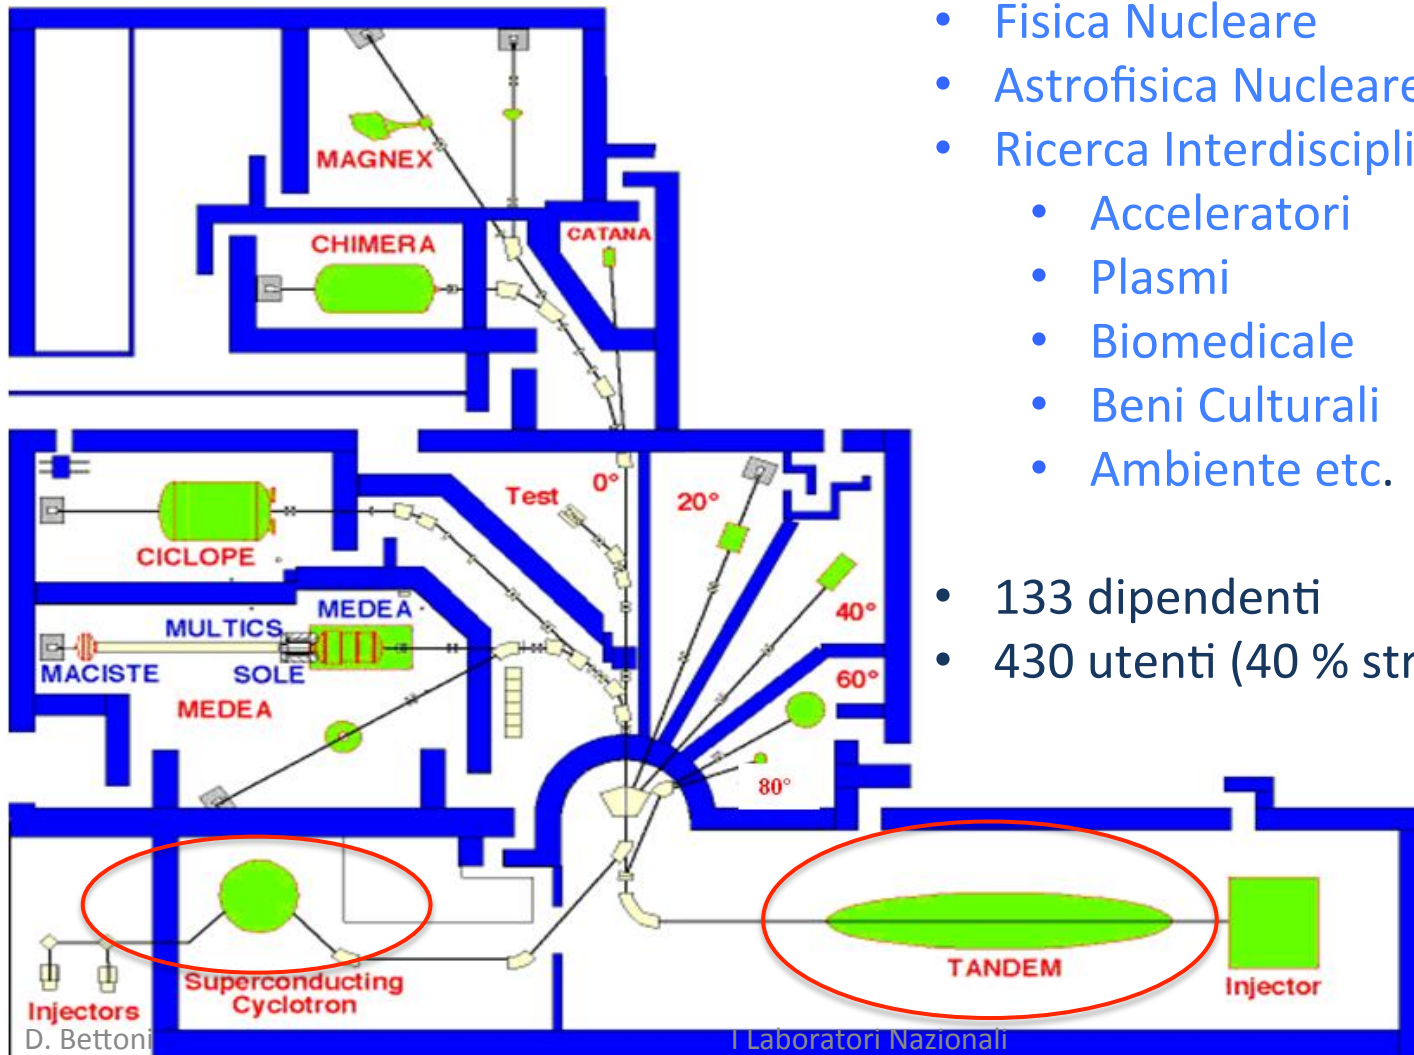 • Fisica Nucleare
• Astrofisica Nucleare
• Ricerca Interdiscipli
• Acceleratori
• Plasmi
• Biomedicale
• Beni Culturali
• Ambiente etc.
• 133 dipendenti
• 430 utenti (40 % str
MAGNEX
CHIMERA
CATANA
0°
Test
20°
CICLOPE
40°
MEDEA
MULTICS
MACISTE
SOLE
60°
MEDEA
80°
Superconducting
Cyclotron
TANDEM
Injector
Injectors
D. Bettoni
I Laboratori Nazionali